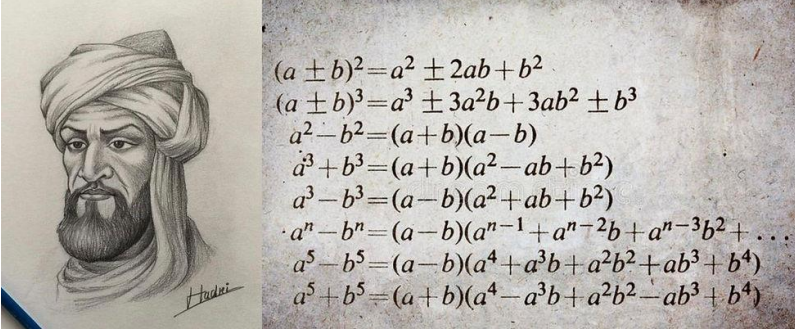 Hadri
(a ± b)²=a² ± 2ab+b²
(a ± b)³=a³ ± 3a²b+3ab² ± b³
a²−b²=(a+b)(a−b)
a³+b³=(a+b)(a²−ab+b²)
a³−b³=(a−b)(a²+ab+b²)
aⁿ−bⁿ=(a−b)(aⁿ⁻¹+aⁿ⁻²b+aⁿ⁻³b²+...
a⁵−b⁵=(a−b)(a⁴+a³b+a²b²+ab³+b⁴)
a⁵+b⁵=(a+b)(a⁴−a³b+a²b²−ab³+b⁴)